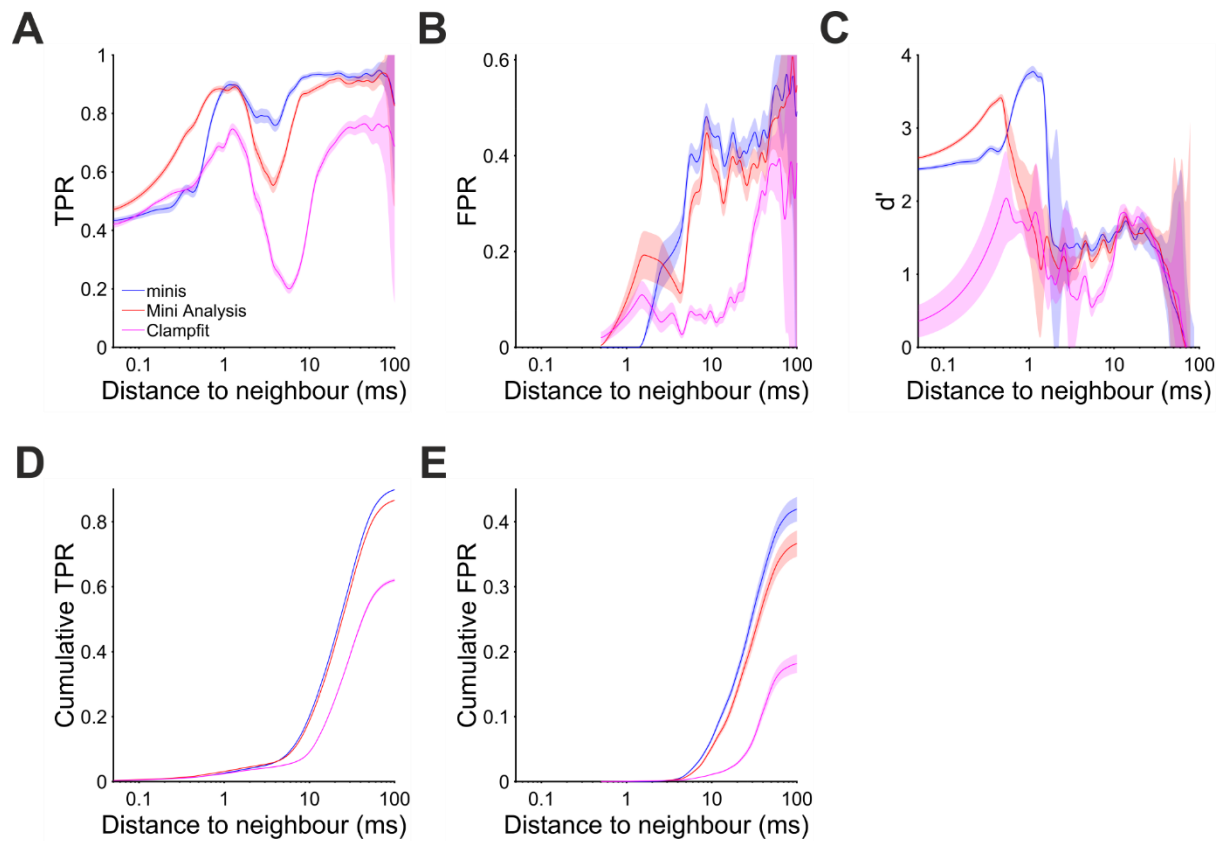 A
1
0.8
0.6
0.4
0.2
0
TPR
minis
Mini Analysis
Clampfit
0.1
1
10
100
Distance to neighbour (ms)
B
0.6
0.4
0.2
0
FPR
0.1
1
10
100
Distance to neighbour (ms)
C
4
3
2
1
0
d'
0.1
1
10
100
Distance to neighbour (ms)
D
0.8
0.6
0.4
0.2
0
Cumulative TPR
0.1
1
10
100
Distance to neighbour (ms)
E
0.4
0.3
0.2
0.1
0
Cumulative FPR
0.1
1
10
100
Distance to neighbour (ms)